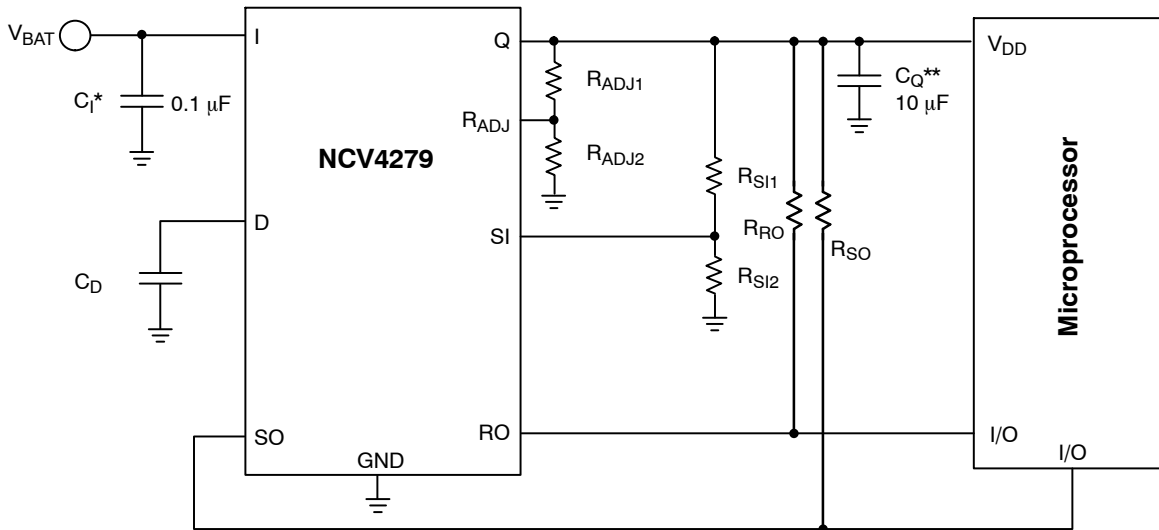 V_BAT
I
C_I*
0.1 μF
D
C_D
SO
GND
NCV4279
Q
R_ADJ
SI
RO
R_ADJ1
R_ADJ2
R_SI1
R_SI2
R_RO
R_SO
C_Q**
10 μF
V_DD
Microprocessor
I/O
I/O